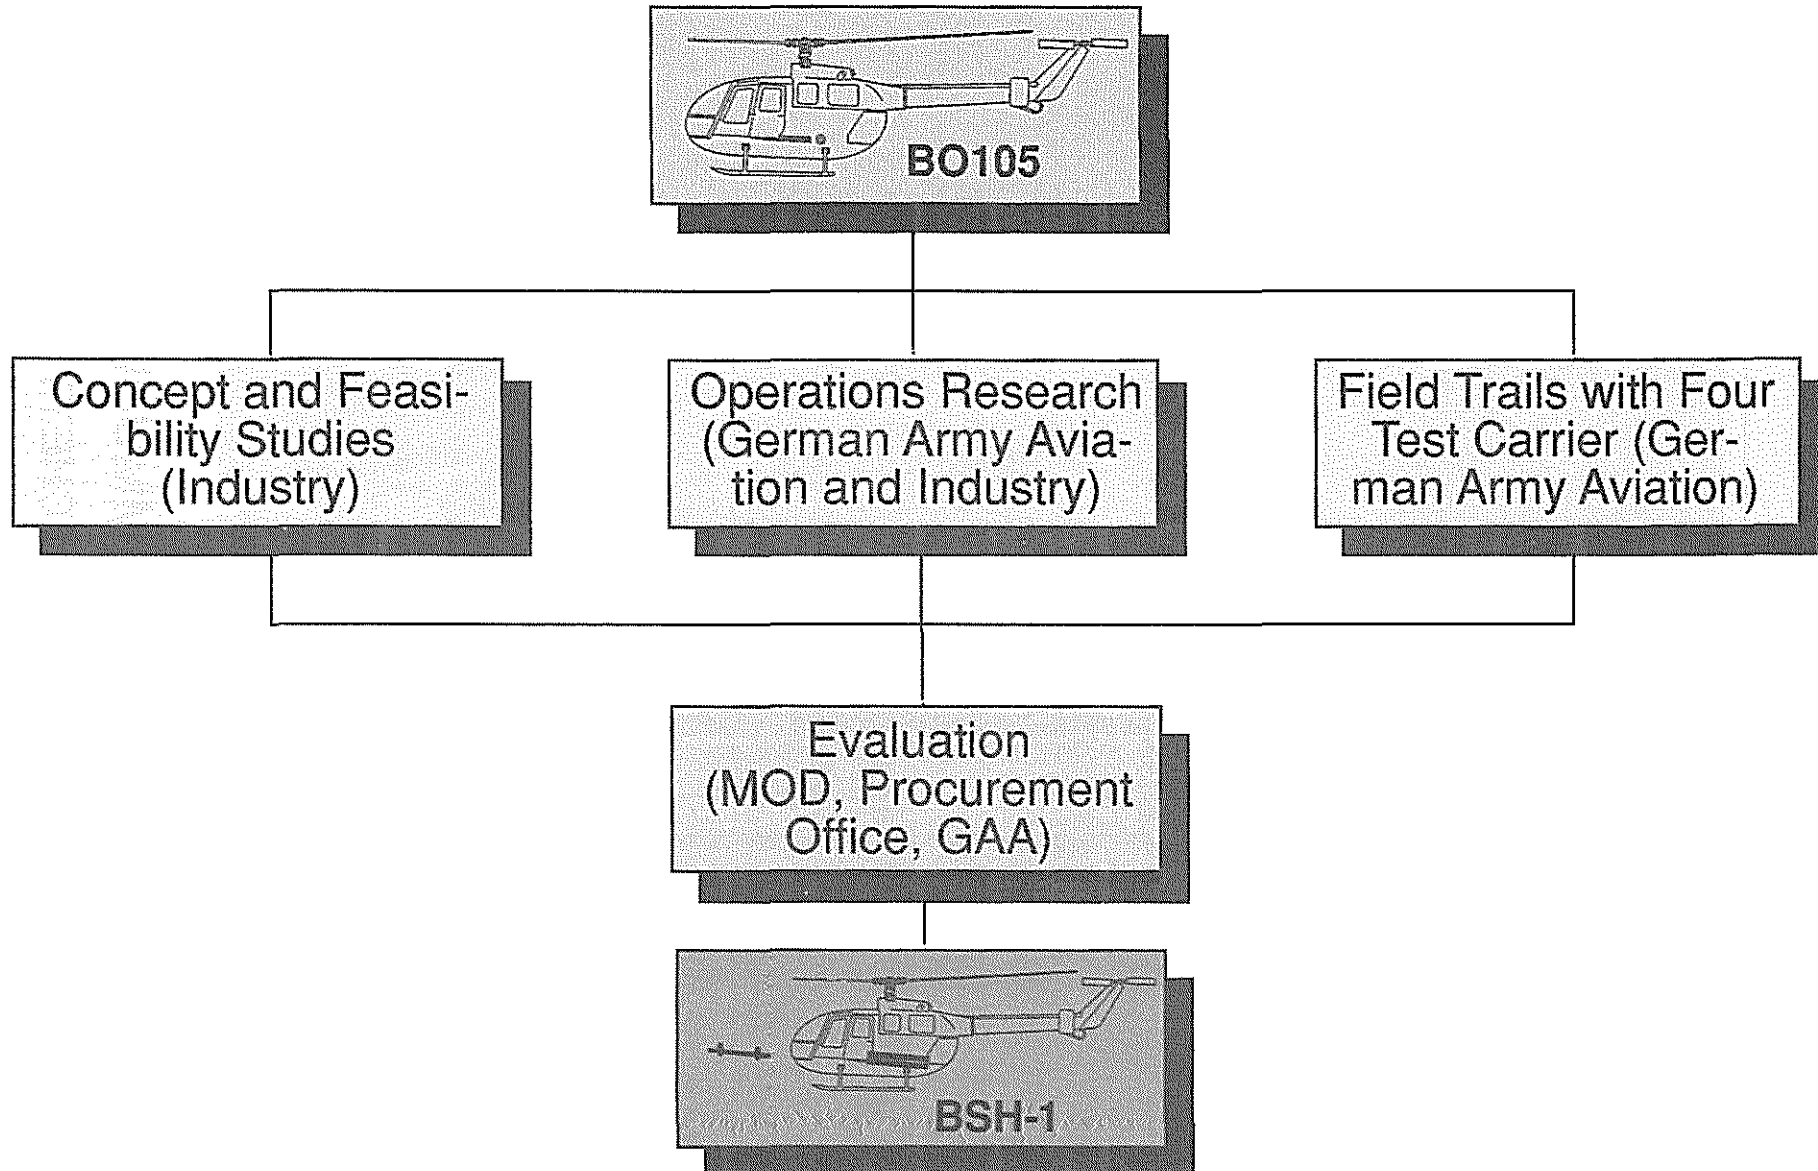 BO105
Concept and Feasi-
bility Studies
(Industry)
Operations Research
(German Army Avia-
tion and Industry)
Field Trails with Four
Test Carrier (Ger-
man Army Aviation)
Evaluation
(MOD, Procurement
Office, GAA)
BSH-1